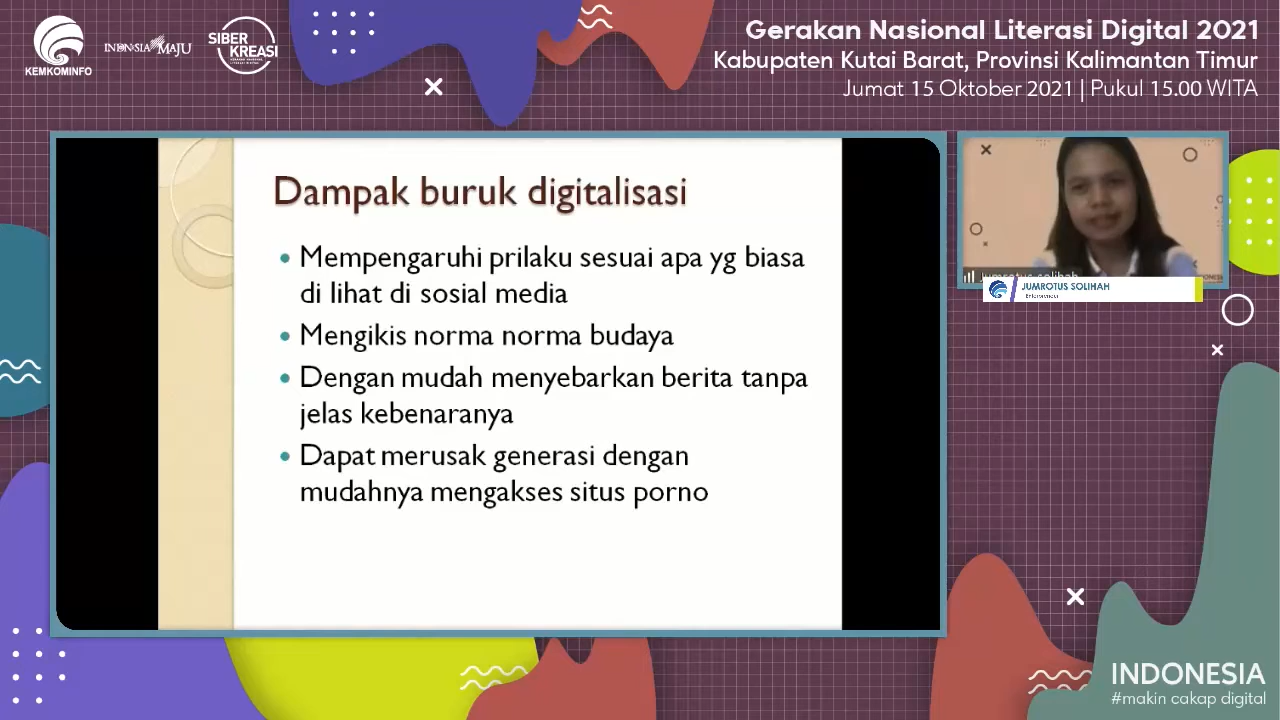 KEMKOMINFO
INDONESIA MAJU
SIBER
KREASI
Gerakan Nasional Literasi Digital 2021
Kabupaten Kutai Barat, Provinsi Kalimantan Timur
Jumat 15 Oktober 2021 | Pukul 15.00 WITA
Dampak buruk digitalisasi
• Mempengaruhi prilaku sesuai apa yg biasa
di lihat di sosial media
• Mengikis norma norma budaya
• Dengan mudah menyebarkan berita tanpa
jelas kebenaranya
• Dapat merusak generasi dengan
mudahnya mengakses situs porno
jumrotus solihah
JUMROTUS SOLIHAH
INDONESIA
#makin cakap digital